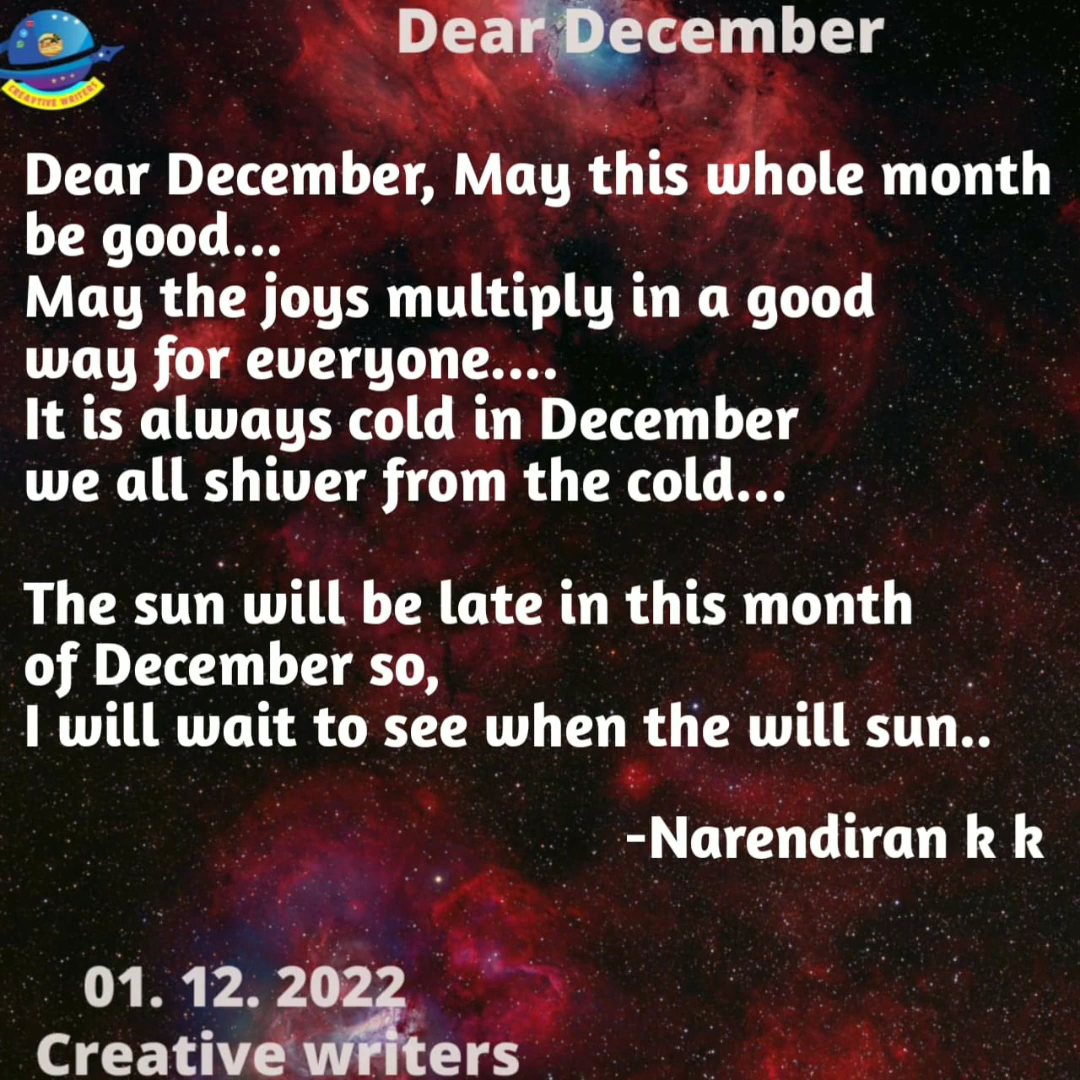 Dear December
CREAVTIVE WRITERS
Dear December, May this whole month
be good...
May the joys multiply in a good
way for everyone....
It is always cold in December
we all shiver from the cold...
The sun will be late in this month
of December so,
I will wait to see when the will sun..
-Narendiran k k
01. 12. 2022
Creative writers